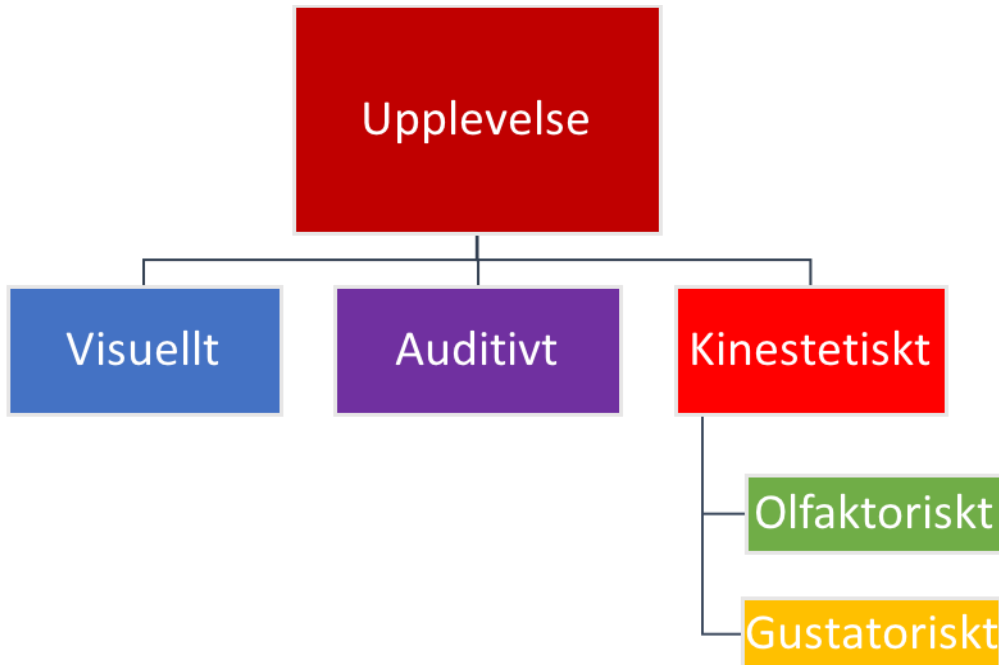 Upplevelse
Visuellt
Auditivt
Kinestetiskt
Olfaktoriskt
Gustatoriskt